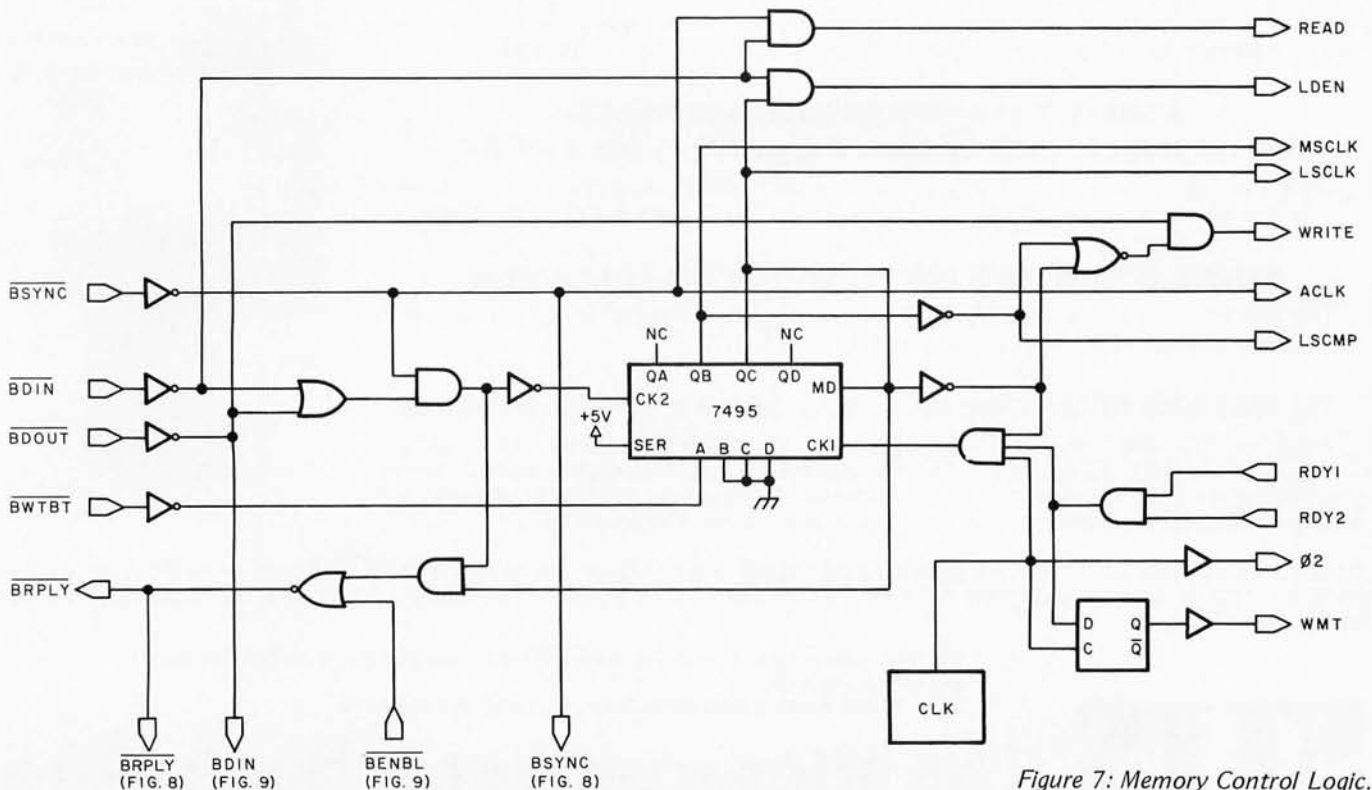 READ
LDEN
MSCLK
LSCLK
WRITE
BSYNC
ACLK
LSCMP
NC
NC
QA QB QC QD MD
BDIN
CK2
7495
+5V
BDOUT
SER A B C D CK1
RDY1
BWTBT
RDY2
Ø2
BRPLY
D Q
C Q
WMT
CLK
BRPLY
(FIG. 8)
BDIN
(FIG. 9)
BENBL
(FIG. 9)
BSYNC
(FIG. 8)
Figure 7: Memory Control Logic.